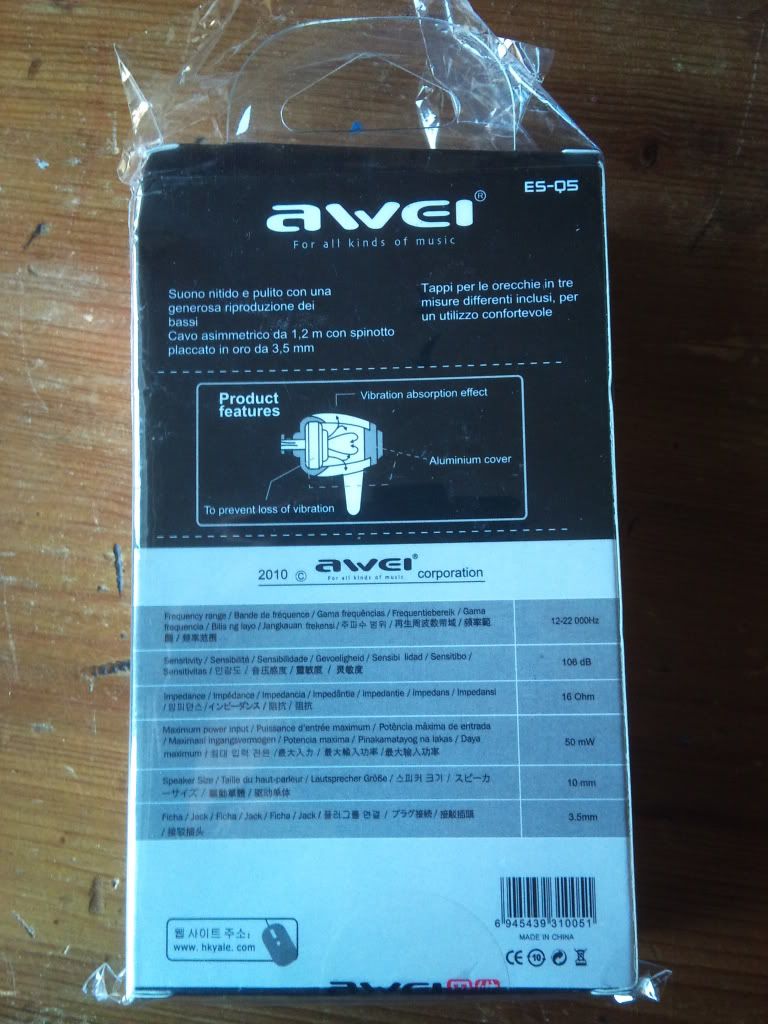 ES-Q5
AWEI®
For all kinds of music
Suono nitido e pulito con una
generosa riproduzione dei
bassi
Cavo asimmetrico da 1,2 m con spinotto
placcato in oro da 3,5 mm
Tappi per le orecchie in tre
misure differenti inclusi, per
un utilizzo confortevole
Product
features
Vibration absorption effect
Aluminium cover
To prevent loss of vibration
2010 © AWEI® corporation
For all kinds of music
Frequency range / Bande de fréquence / Gama frequências / Frequentiebereik / Gama
frequencia / Bilis ng layo / Jangkauan frekensi / 주파수 범위 / 再生周波数帯域 / 頻率範
圍 / 频率范围
12-22 000Hz
Sensitivity / Sensibilité / Sensibilidade / Gevoeligheid / Sensibi lidad / Sensitibo /
Sensitivitas / 민감도 / 音压感度 / 靈敏度 / 灵敏度
106 dB
Impedance / Impédance / Impedancia / Impedântie / Impedantie / Impedans / Impedansi
/ 임피던스 / インピーダンス / 阻抗 / 阻抗
16 Ohm
Maximum power input / Puissance d'entrée maximum / Potência máxima de entrada
/ Maximaal ingangsvermogen / Potencia maxima / Pinakamatayog na lakas / Daya
maximum / 최대 입력 전원 / 最大入力 / 最大輸入功率 / 最大输入功率
50 mW
Speaker Size / Taille du haut-parleur / Lautsprecher Größe / 스피커 크기 / スピーカ
ーサイズ / 驅動單體 / 驱动单体
10 mm
Ficha / Jack / Ficha / Jack / Ficha / Jack / 플러그를 연결 / プラグ接続 / 接駁插頭
/ 接驳插头
3.5mm
웹 사이트 주소:
www. hkyale. com
6 945439 310051
MADE IN CHINA
CE 10
AWEI